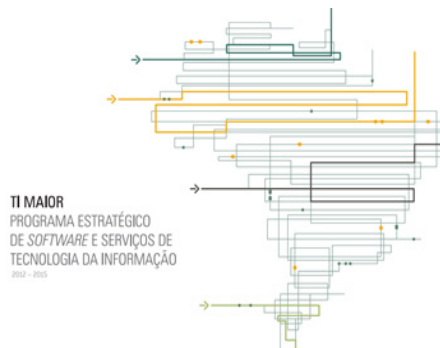 TI MAIOR
PROGRAMA ESTRATÉGICO
DE SOFTWARE E SERVIÇOS DE
TECNOLOGIA DA INFORMAÇÃO
2012 – 2015